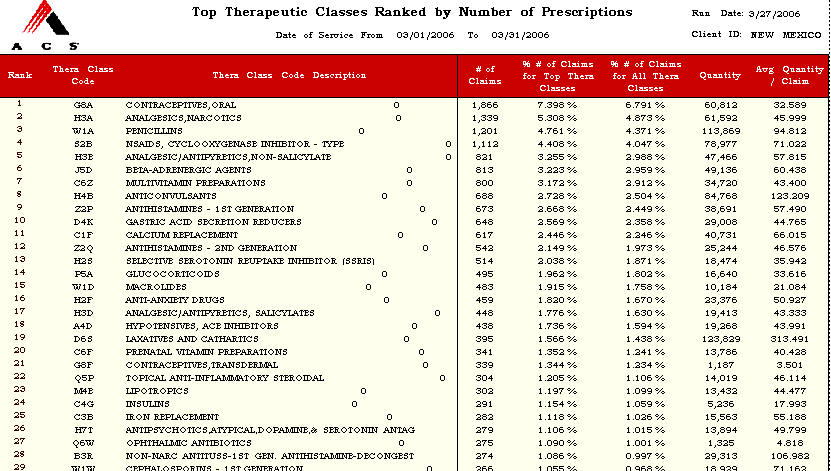 Top Therapeutic Classes Ranked by Number of Prescriptions
Run Date: 3/27/2006
Date of Service From 03/01/2006 To 03/31/2006
Client ID: NEW MEXICO
A C S
Rank Thera Class Code Thera Class Code Description # of Claims % # of Claims for Top Thera Classes % # of Claims for All Thera Classes Quantity Avg Quantity / Claim
1 G8A CONTRACEPTIVES,ORAL 0 1,866 7.398 % 6.791 % 60,812 32.589
2 H3A ANALGESICS,NARCOTICS 0 1,339 5.308 % 4.873 % 61,592 45.999
3 W1A PENICILLINS 0 1,201 4.761 % 4.371 % 113,869 94.812
4 S2B NSAIDS, CYCLOOXYGENASE INHIBITOR - TYPE 0 1,112 4.408 % 4.047 % 78,977 71.022
5 H3E ANALGESIC/ANTIPYRETICS,NON-SALICYLATE 0 821 3.255 % 2.988 % 47,466 57.815
6 J5D BETA-ADRENERGIC AGENTS 0 813 3.223 % 2.959 % 49,136 60.438
7 C6Z MULTIVITAMIN PREPARATIONS 0 800 3.172 % 2.912 % 34,720 43.400
8 H4B ANTICONVULSANTS 0 688 2.728 % 2.504 % 84,768 123.209
9 Z2P ANTIHISTAMINES - 1ST GENERATION 0 673 2.668 % 2.449 % 38,691 57.490
10 D4K GASTRIC ACID SECRETION REDUCERS 0 648 2.569 % 2.358 % 29,008 44.765
11 C1F CALCIUM REPLACEMENT 0 617 2.446 % 2.246 % 40,731 66.015
12 Z2Q ANTIHISTAMINES - 2ND GENERATION 0 542 2.149 % 1.973 % 25,244 46.576
13 H2S SELECTIVE SEROTONIN REUPTAKE INHIBITOR (SSRIS) 514 2.038 % 1.871 % 18,474 35.942
14 P5A GLUCOCORTICOIDS 0 495 1.962 % 1.802 % 16,640 33.616
15 W1D MACROLIDES 0 483 1.915 % 1.758 % 10,184 21.084
16 H2F ANTI-ANXIETY DRUGS 0 459 1.820 % 1.670 % 23,376 50.927
17 H3D ANALGESIC/ANTIPYRETICS, SALICYLATES 0 448 1.776 % 1.630 % 19,413 43.333
18 A4D HYPOTENSIVES, ACE INHIBITORS 0 438 1.736 % 1.594 % 19,268 43.991
19 D6S LAXATIVES AND CATHARTICS 0 395 1.566 % 1.438 % 123,829 313.491
20 C6F PRENATAL VITAMIN PREPARATIONS 0 341 1.352 % 1.241 % 13,786 40.428
21 G8F CONTRACEPTIVES,TRANSDERMAL 0 339 1.344 % 1.234 % 1,187 3.501
22 Q5P TOPICAL ANTI-INFLAMMATORY STEROIDAL 0 304 1.205 % 1.106 % 14,019 46.114
23 M4E LIPOTROPICS 0 302 1.197 % 1.099 % 13,432 44.477
24 C4G INSULINS 0 291 1.154 % 1.059 % 5,236 17.993
25 C3B IRON REPLACEMENT 0 282 1.118 % 1.026 % 15,563 55.188
26 H7T ANTIPSYCHOTICS,ATYPICAL,DOPAMINE,& SEROTONIN ANTAG 279 1.106 % 1.015 % 13,894 49.799
27 Q6W OPHTHALMIC ANTIBIOTICS 0 275 1.090 % 1.001 % 1,325 4.818
28 B3R NON-NARC ANTITUSS-1ST GEN. ANTIHISTAMINE-DECONGEST 274 1.086 % 0.997 % 29,313 106.982
29 W1W CEPHALOSPORINS - 1ST GENERATION 0 266 1.055 % 0.968 % 18,929 71.162